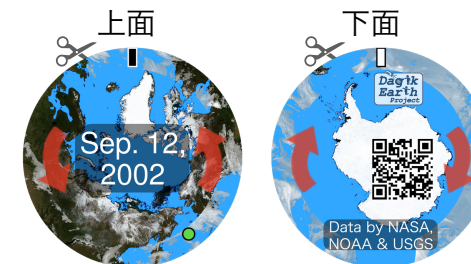 上面
下面
Sep. 12,
2002
Dagik
Earth
Project
Data by NASA,
NOAA & USGS